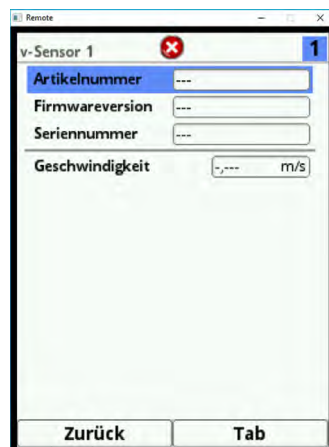 Remote
v-Sensor 1 1
Artikelnummer ---
Firmwareversion ---
Seriennummer ---
Geschwindigkeit -,--- m/s
Zurück Tab